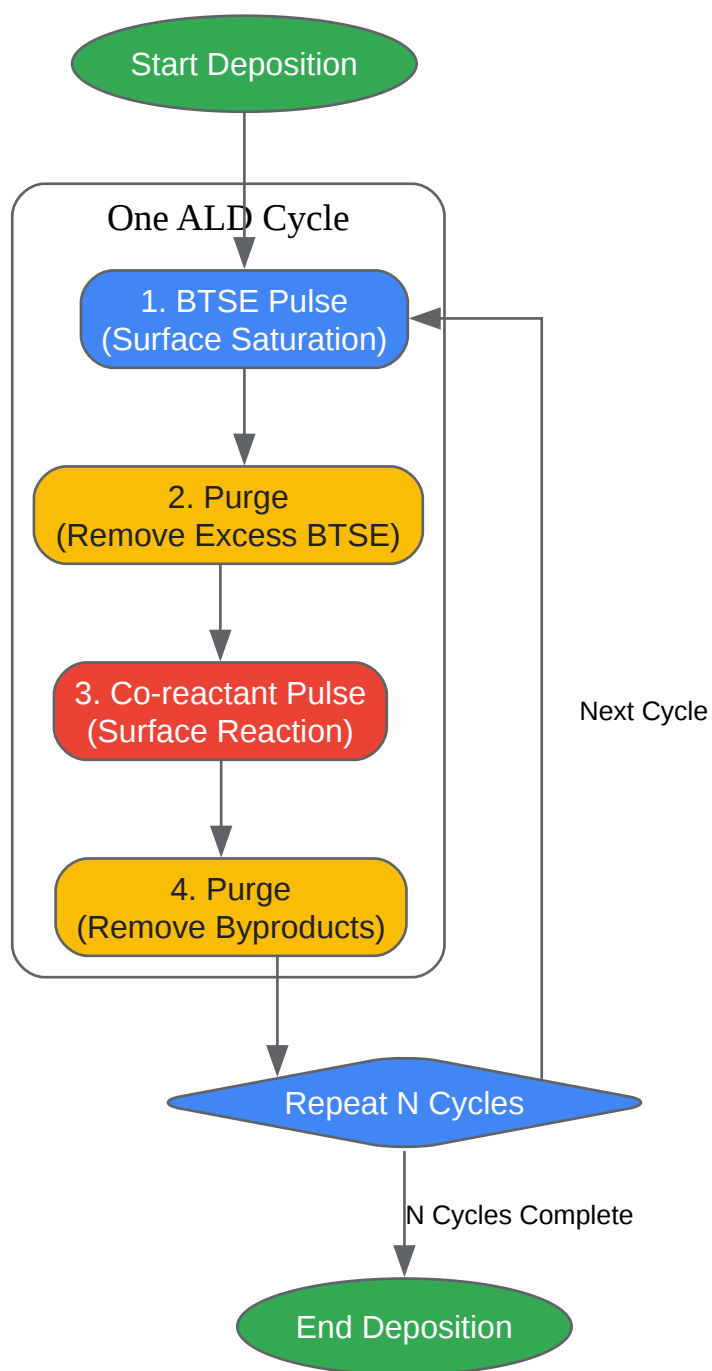 Start Deposition
One ALD Cycle
1. BTSE Pulse
(Surface Saturation)
2. Purge
(Remove Excess BTSE)
3. Co-reactant Pulse
(Surface Reaction)
Next Cycle
4. Purge
(Remove Byproducts)
Repeat N Cycles
N Cycles Complete
End Deposition